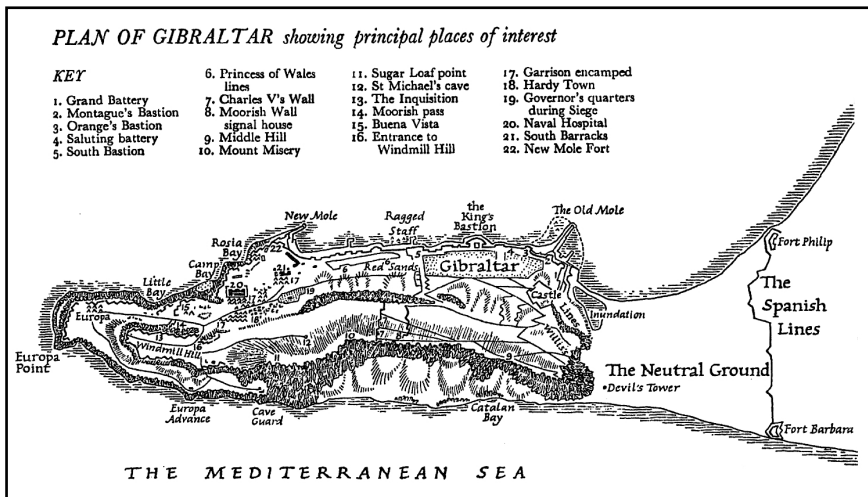 PLAN OF GIBRALTAR showing principal places of interest
KEY
1. Grand Battery
2. Montague's Bastion
3. Orange's Bastion
4. Saluting battery
5. South Bastion
6. Princess of Wales
lines
7. Charles V's Wall
8. Moorish Wall
signal house
9. Middle Hill
10. Mount Misery
11. Sugar Loaf point
12. St Michael's cave
13. The Inquisition
14. Moorish pass
15. Buena Vista
16. Entrance to
Windmill Hill
17. Garrison encamped
18. Hardy Town
19. Governor's quarters
during Siege
20. Naval Hospital
21. South Barracks
22. New Mole Fort
New Mole
Ragged
Staff
the
King's
Bastion
The Old Mole
Rosia
Bay
Camp
Bay
Little
Bay
Red Sands
Gibraltar
Castle
Lines
Willis's
Inundation
Fort Philip
The
Spanish
Lines
Europa
Europa
Point
Windmill Hill
The Neutral Ground
Devil's Tower
Europa
Advance
Cave
Guard
Catalan
Bay
Fort Barbara
THE MEDITERRANEAN SEA